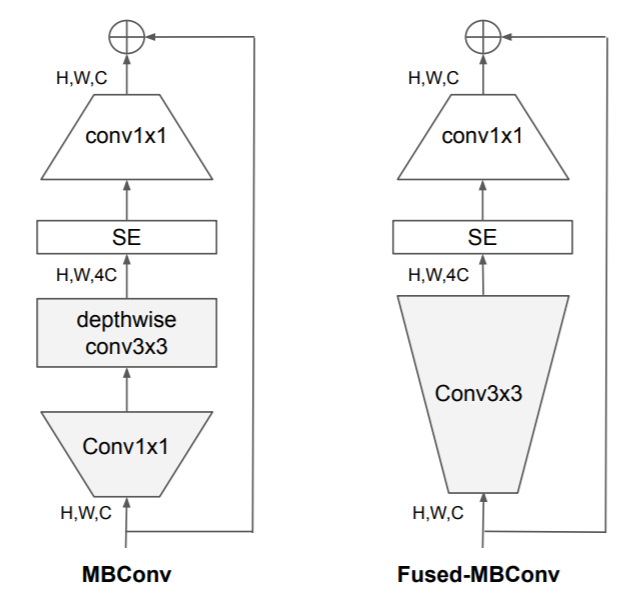 H,W,C
conv1x1
SE
H,W,4C
depthwise
conv3x3
Conv1x1
H,W,C
MBConv
H,W,C
conv1x1
SE
H,W,4C
Conv3x3
H,W,C
Fused-MBConv